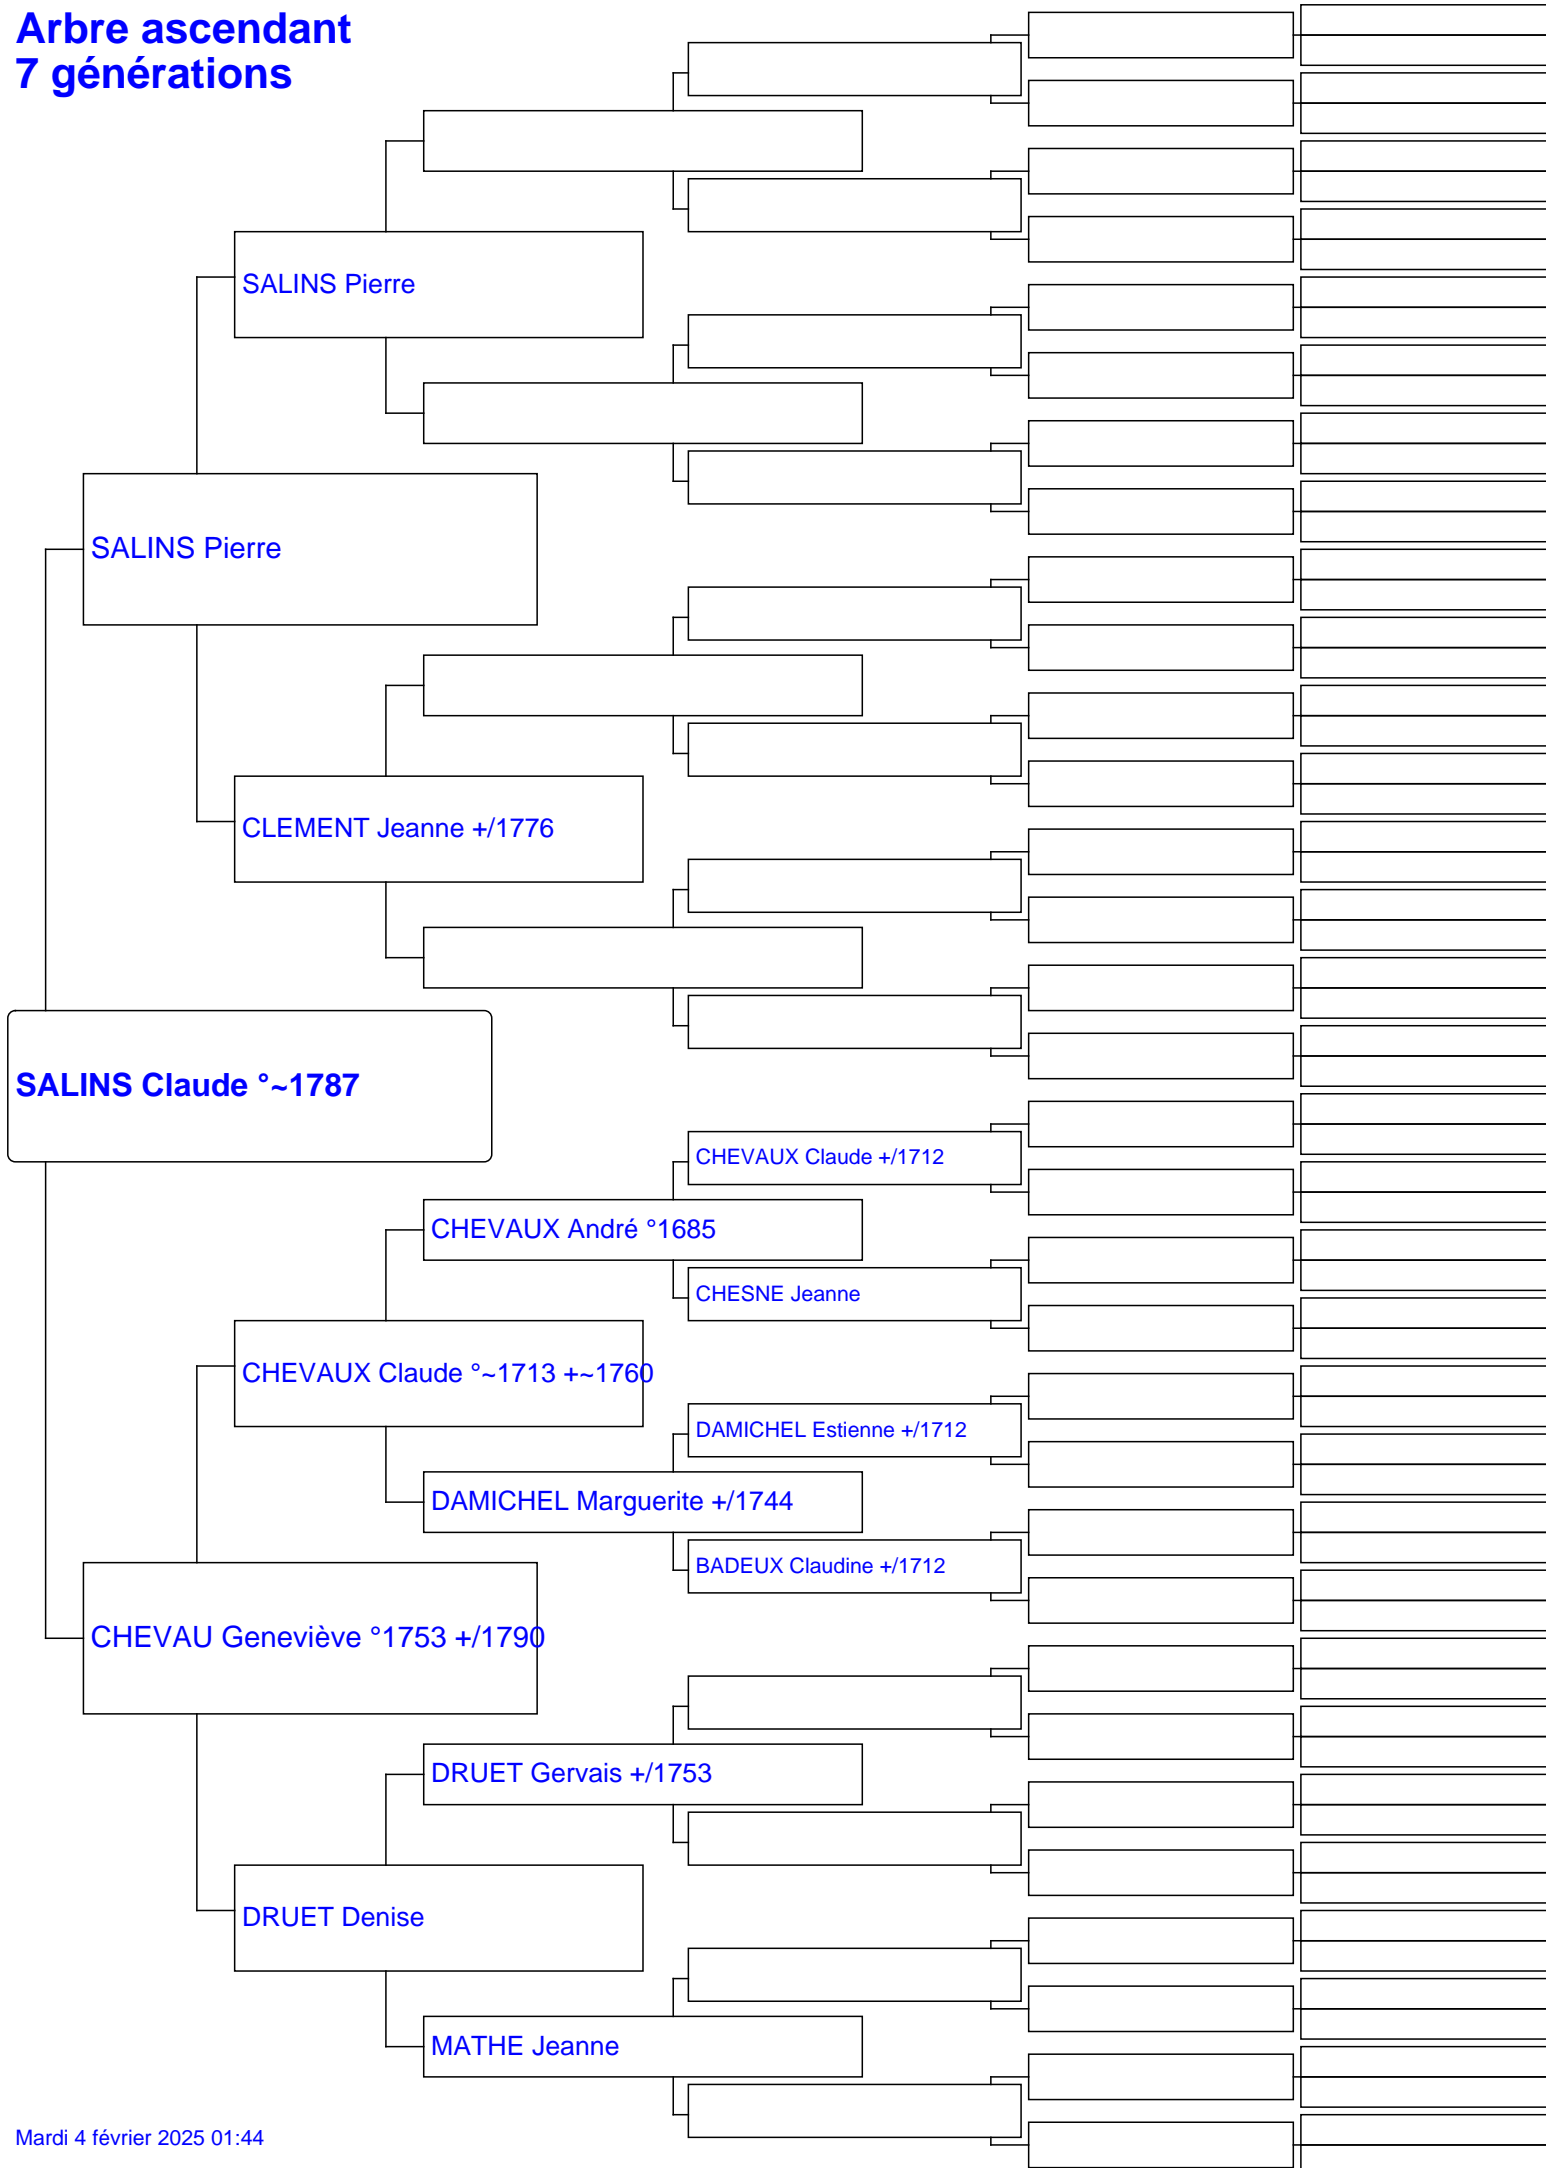 Arbre ascendant
7 générations
SALINS Pierre
SALINS Pierre
CLEMENT Jeanne +/1776
SALINS Claude °~1787
CHEVAUX Claude +/1712
CHEVAUX André °1685
CHESNE Jeanne
CHEVAUX Claude °~1713 +~1760
DAMICHEL Estienne +/1712
DAMICHEL Marguerite +/1744
BADEUX Claudine +/1712
CHEVAU Geneviève °1753 +/1790
DRUET Gervais +/1753
DRUET Denise
MATHE Jeanne
Mardi 4 février 2025 01:44